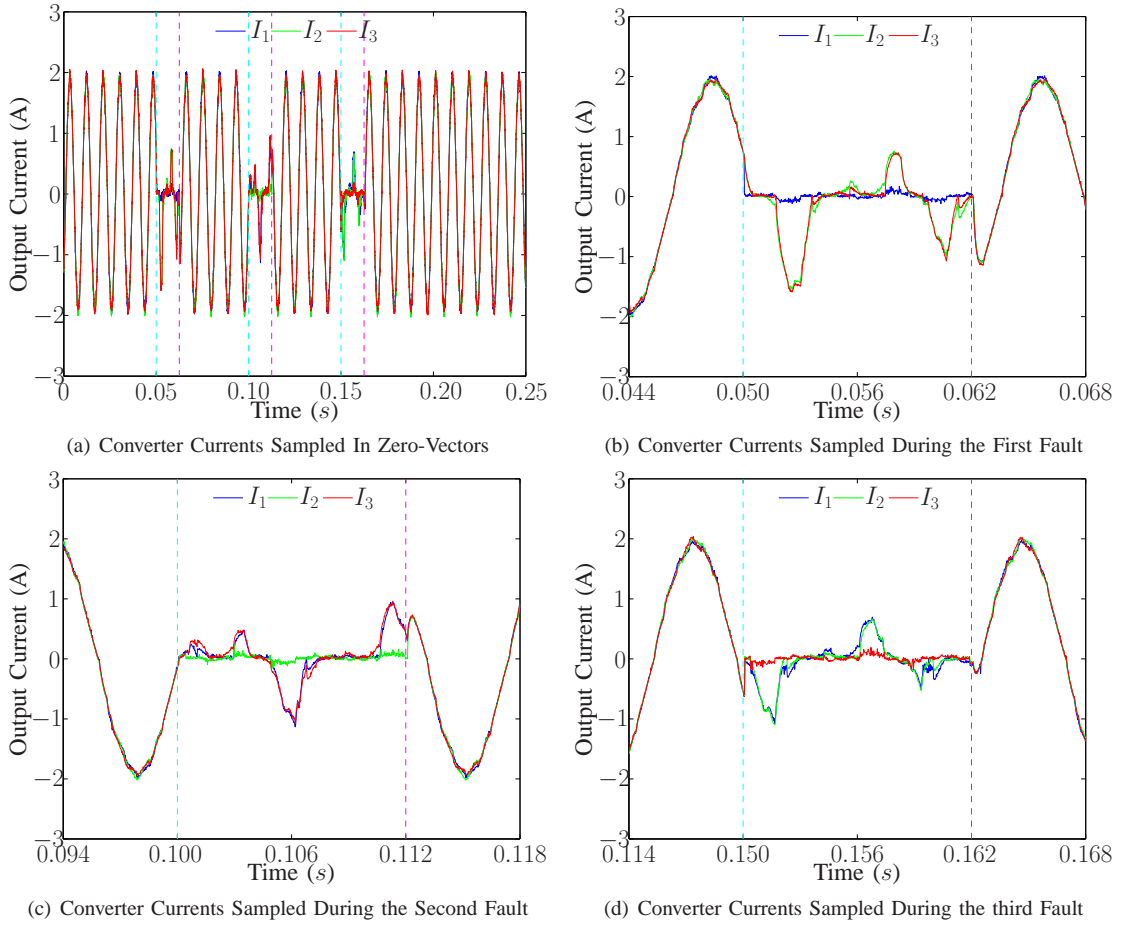 I1 I2 I3
Output Current (A)
3
2
1
0
−1
−2
−3
0 0.05 0.10 0.15 0.20 0.25
Time (s)
(a) Converter Currents Sampled In Zero-Vectors
I1 I2 I3
Output Current (A)
3
2
1
0
−1
−2
−3
0.044 0.050 0.056 0.062 0.068
Time (s)
(b) Converter Currents Sampled During the First Fault
I1 I2 I3
Output Current (A)
3
2
1
0
−1
−2
−3
0.094 0.100 0.106 0.112 0.118
Time (s)
(c) Converter Currents Sampled During the Second Fault
I1 I2 I3
Output Current (A)
3
2
1
0
−1
−2
−3
0.114 0.150 0.156 0.162 0.168
Time (s)
(d) Converter Currents Sampled During the third Fault